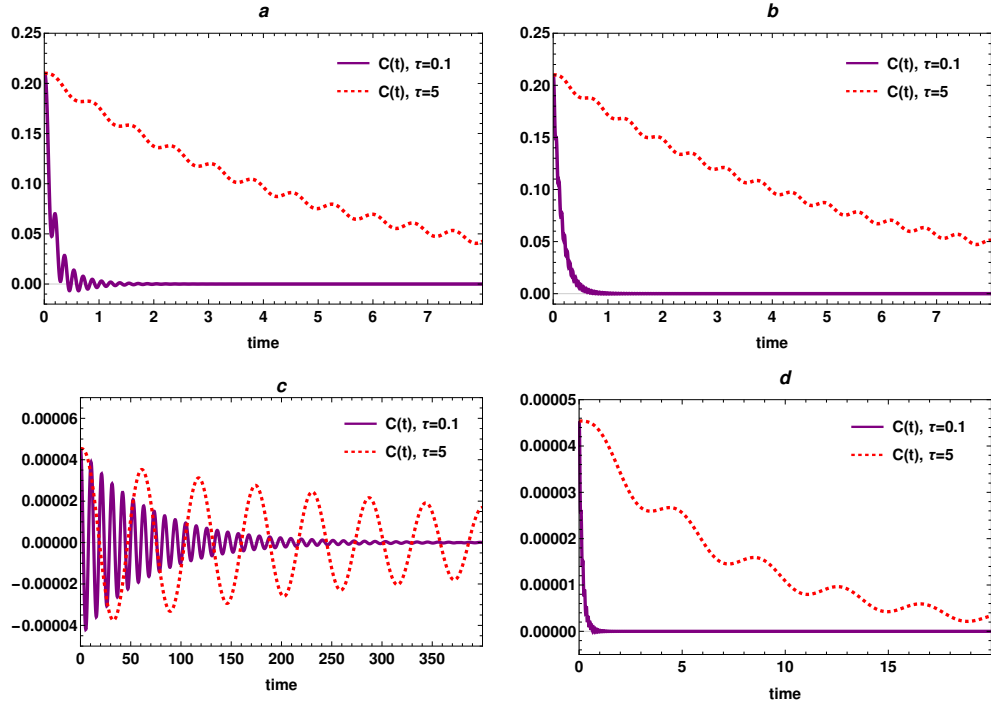 a
C(t), τ=0.1
C(t), τ=5
0.25
0.20
0.15
0.10
0.05
0.00
0 1 2 3 4 5 6 7
time
b
C(t), τ=0.1
C(t), τ=5
0.25
0.20
0.15
0.10
0.05
0.00
0 1 2 3 4 5 6 7
time
c
C(t), τ=0.1
C(t), τ=5
0.00006
0.00004
0.00002
0.00000
-0.00002
-0.00004
0 50 100 150 200 250 300 350
time
d
C(t), τ=0.1
C(t), τ=5
0.00005
0.00004
0.00003
0.00002
0.00001
0.00000
0 5 10 15
time